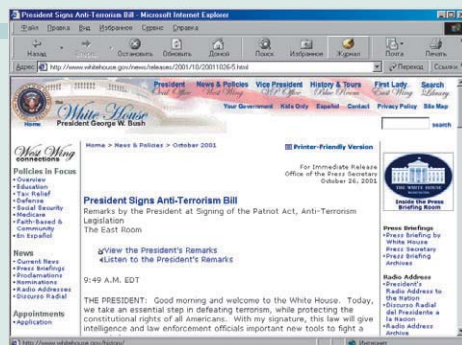 President Signs Anti-Terrorism Bill - Microsoft Internet Explorer
Файл Правка Вид Избранное Сервис Справка
Назад Вперед Остановить Обновить Домой Поиск Избранное Журнал Почта Печать
Адрес http://www.whitehouse.gov/news/releases/2001/10/20011026-5.html Переход Ссылки
President News & Policies Vice President History & Tours First Lady Search
Your Government Kids Only Español Contact Privacy Policy Site Map
the White House
President George W. Bush
Home
search
West Wing
connections
Home > News & Policies > October 2001
Printer-Friendly Version
Policies in Focus
•Overview
•Education
•Tax Relief
•Defense
•Social Security
•Medicare
•Faith-Based &
Community
•En Español
News
•Current News
•Press Briefings
•Proclamations
•Nominations
•Radio Addresses
•Discurso Radial
Appointments
•Application
For Immediate Release
Office of the Press Secretary
October 26, 2001
President Signs Anti-Terrorism Bill
Remarks by the President at Signing of the Patriot Act, Anti-Terrorism
Legislation
The East Room
View the President's Remarks
Listen to the President's Remarks
9:49 A.M. EDT
THE PRESIDENT: Good morning and welcome to the White House. Today,
we take an essential step in defeating terrorism, while protecting the
constitutional rights of all Americans. With my signature, this law will give
intelligence and law enforcement officials important new tools to fight a
THE WHITE HOUSE
Inside the Press
Briefing Room
Press Briefings
•Press Briefing by
White House
Press Secretary
•Press Briefing
Archives
Radio Address
•President's
Radio Address to
the Nation
•Discurso Radial
del Presidente a
la Nacion
•Radio Address
Archive
http://www.whitehouse.gov/history/
Интернет